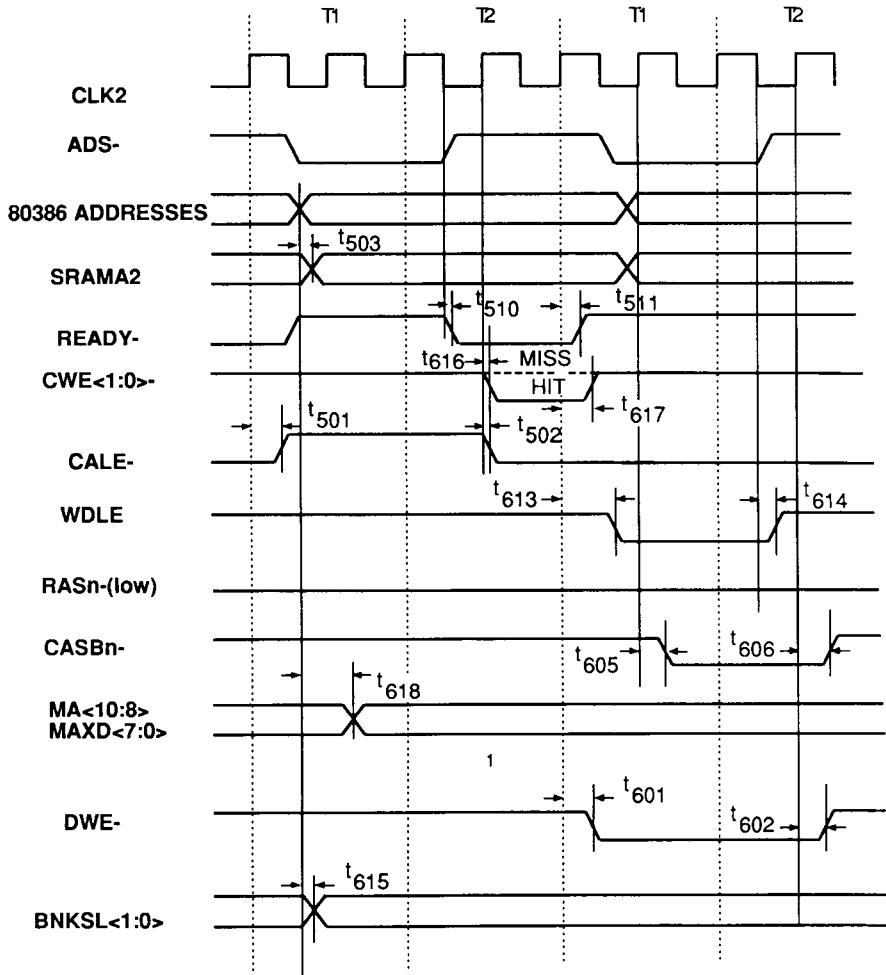 T1 T2 T1 T2
CLK2
ADS-
80386 ADDRESSES
t503
SRAMA2
t510 t511
READY-
t616 MISS
CWE<1:0>- HIT
t617
t501 t502
CALE-
t613 t614
WDLE
RASn-(low)
CASBn-
t605 t606
t618
MA<10:8>
MAXD<7:0>
1
t601
DWE- t602
t615
BNKSL<1:0>